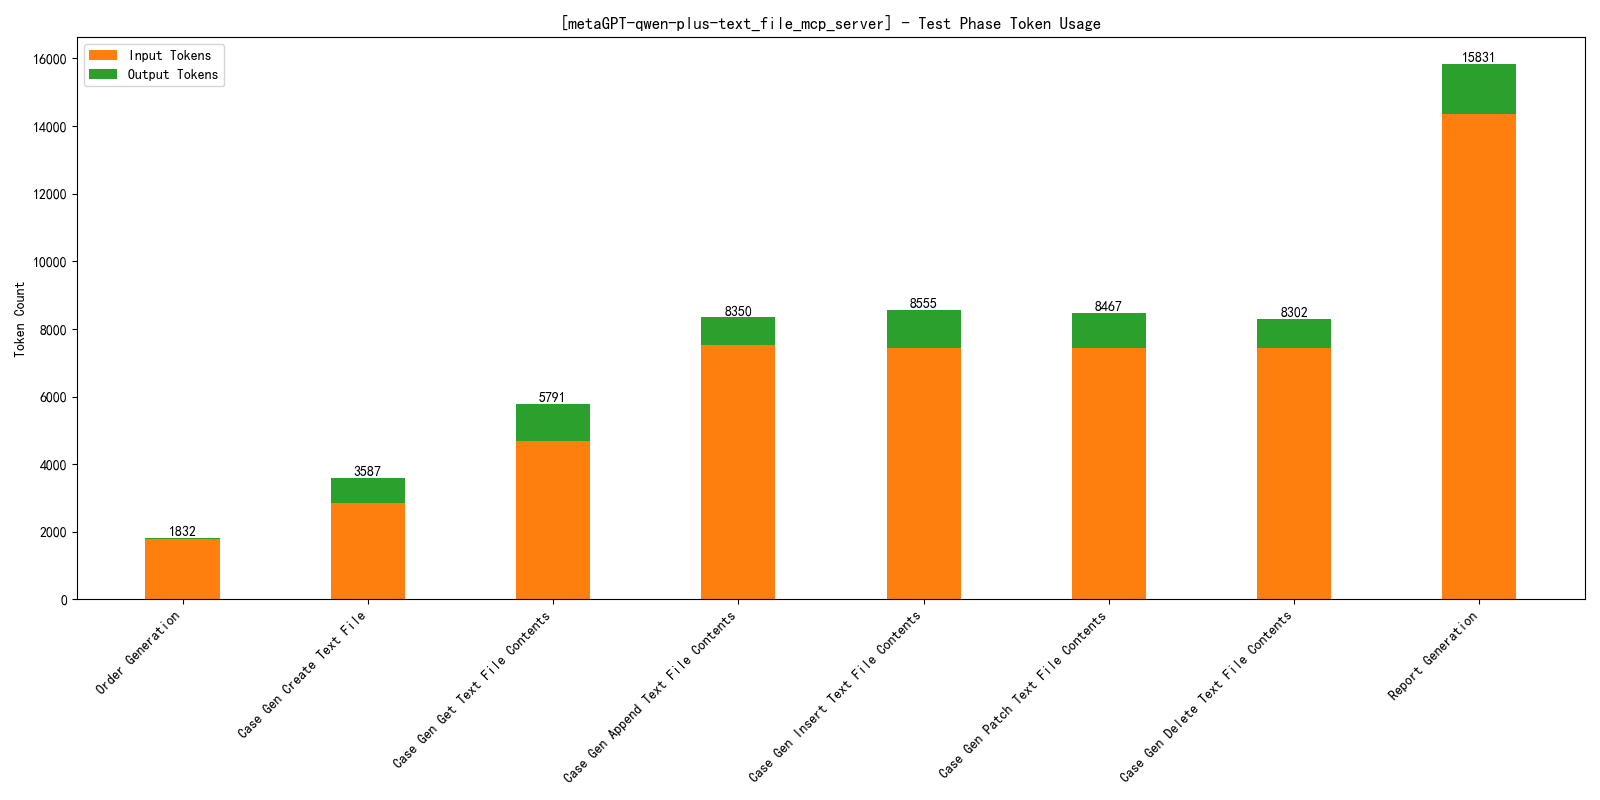 [metaGPT-qwen-plus-text_file_mcp_server] - Test Phase Token Usage
Input Tokens
Output Tokens
Token Count
16000
14000
12000
10000
8000
6000
4000
2000
0
1832
3587
5791
8350
8555
8467
8302
15831
Order Generation
Case Gen Create Text File
Case Gen Get Text File Contents
Case Gen Append Text File Contents
Case Gen Insert Text File Contents
Case Gen Patch Text File Contents
Case Gen Delete Text File Contents
Report Generation